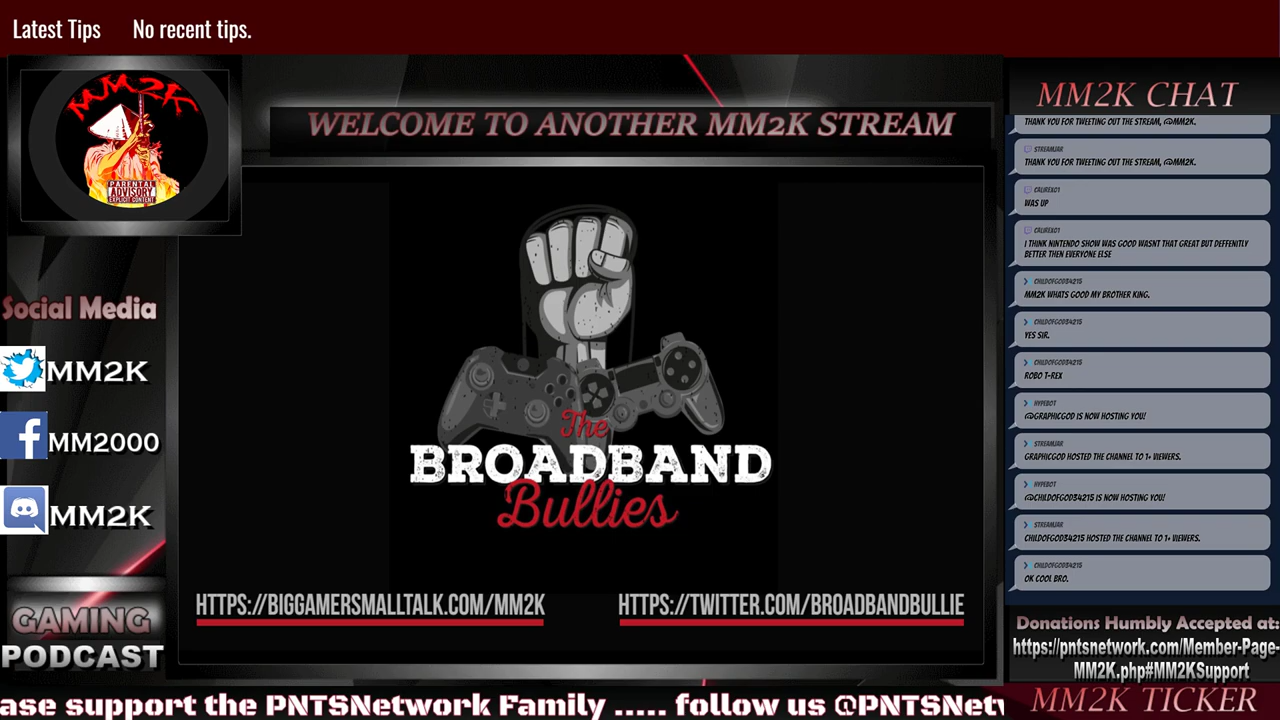 Latest Tips No recent tips.
MM2K
PARENTAL
ADVISORY
EXPLICIT CONTENT
WELCOME TO ANOTHER MM2K STREAM
Social Media
MM2K
MM2000
MM2K
GAMING
PODCAST
The
BROADBAND
Bullies
HTTPS://BIGGAMERSMALLTALK.COM/MM2K
HTTPS://TWITTER.COM/BROADBANDBULLIE
MM2K CHAT
THANK YOU FOR TWEETING OUT THE STREAM, @MM2K.
STREAMJAR
THANK YOU FOR TWEETING OUT THE STREAM, @MM2K.
CALIREXO1
WAS UP
CALIREXO1
I THINK NINTENDO SHOW WAS GOOD WASNT THAT GREAT BUT DEFFENITLY
BETTER THEN EVERYONE ELSE
CHILDOFGOD34215
MM2K WHATS GOOD MY BROTHER KING.
CHILDOFGOD34215
YES SIR.
CHILDOFGOD34215
ROBO T-REX
HYPEBOT
@GRAPHICGOD IS NOW HOSTING YOU!
STREAMJAR
GRAPHICGOD HOSTED THE CHANNEL TO 1+ VIEWERS.
HYPEBOT
@CHILDOFGOD34215 IS NOW HOSTING YOU!
STREAMJAR
CHILDOFGOD34215 HOSTED THE CHANNEL TO 1+ VIEWERS.
CHILDOFGOD34215
OK COOL BRO.
Donations Humbly Accepted at:
https://pntsnetwork.com/Member-Page-
MM2K.php#MM2KSupport
ase support the PNTSNetwork Family ..... follow us @PNTSNetw
MM2K TICKER